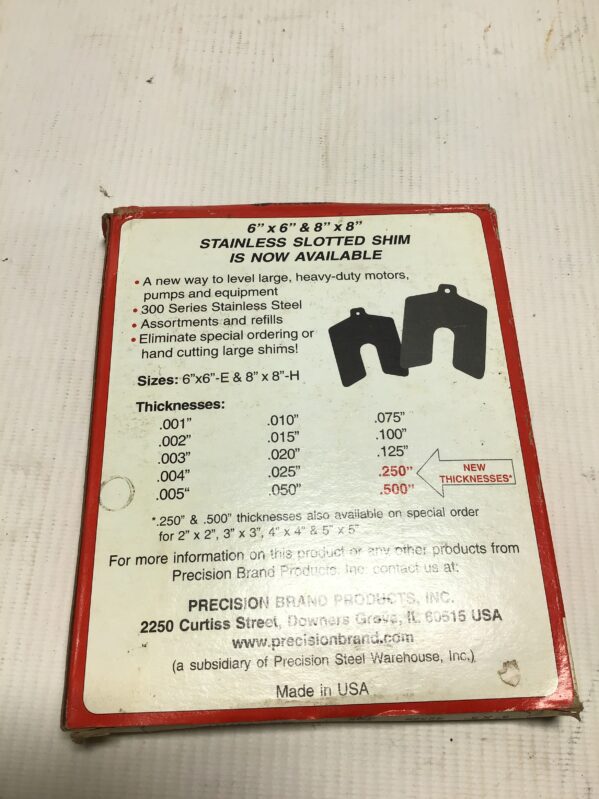 6" x 6" & 8" x 8"
STAINLESS SLOTTED SHIM
IS NOW AVAILABLE
• A new way to level large, heavy-duty motors,
pumps and equipment
• 300 Series Stainless Steel
• Assortments and refills
• Eliminate special ordering or
hand cutting large shims!
Sizes: 6"x6"-E & 8" x 8"-H
Thicknesses:
.001" .010" .075"
.002" .015" .100"
.003" .020" .125"
.004" .025" .250"
.005" .050" .500"
NEW
THICKNESSES*
*.250" & .500" thicknesses also available on special order
for 2" x 2", 3" x 3", 4" x 4" & 5" x 5"
For more information on this product or any other products from
Precision Brand Products, Inc. contact us at:
PRECISION BRAND PRODUCTS, INC.
2250 Curtiss Street, Downers Grove, IL 60515 USA
www.precisionbrand.com
(a subsidiary of Precision Steel Warehouse, Inc.)
Made in USA